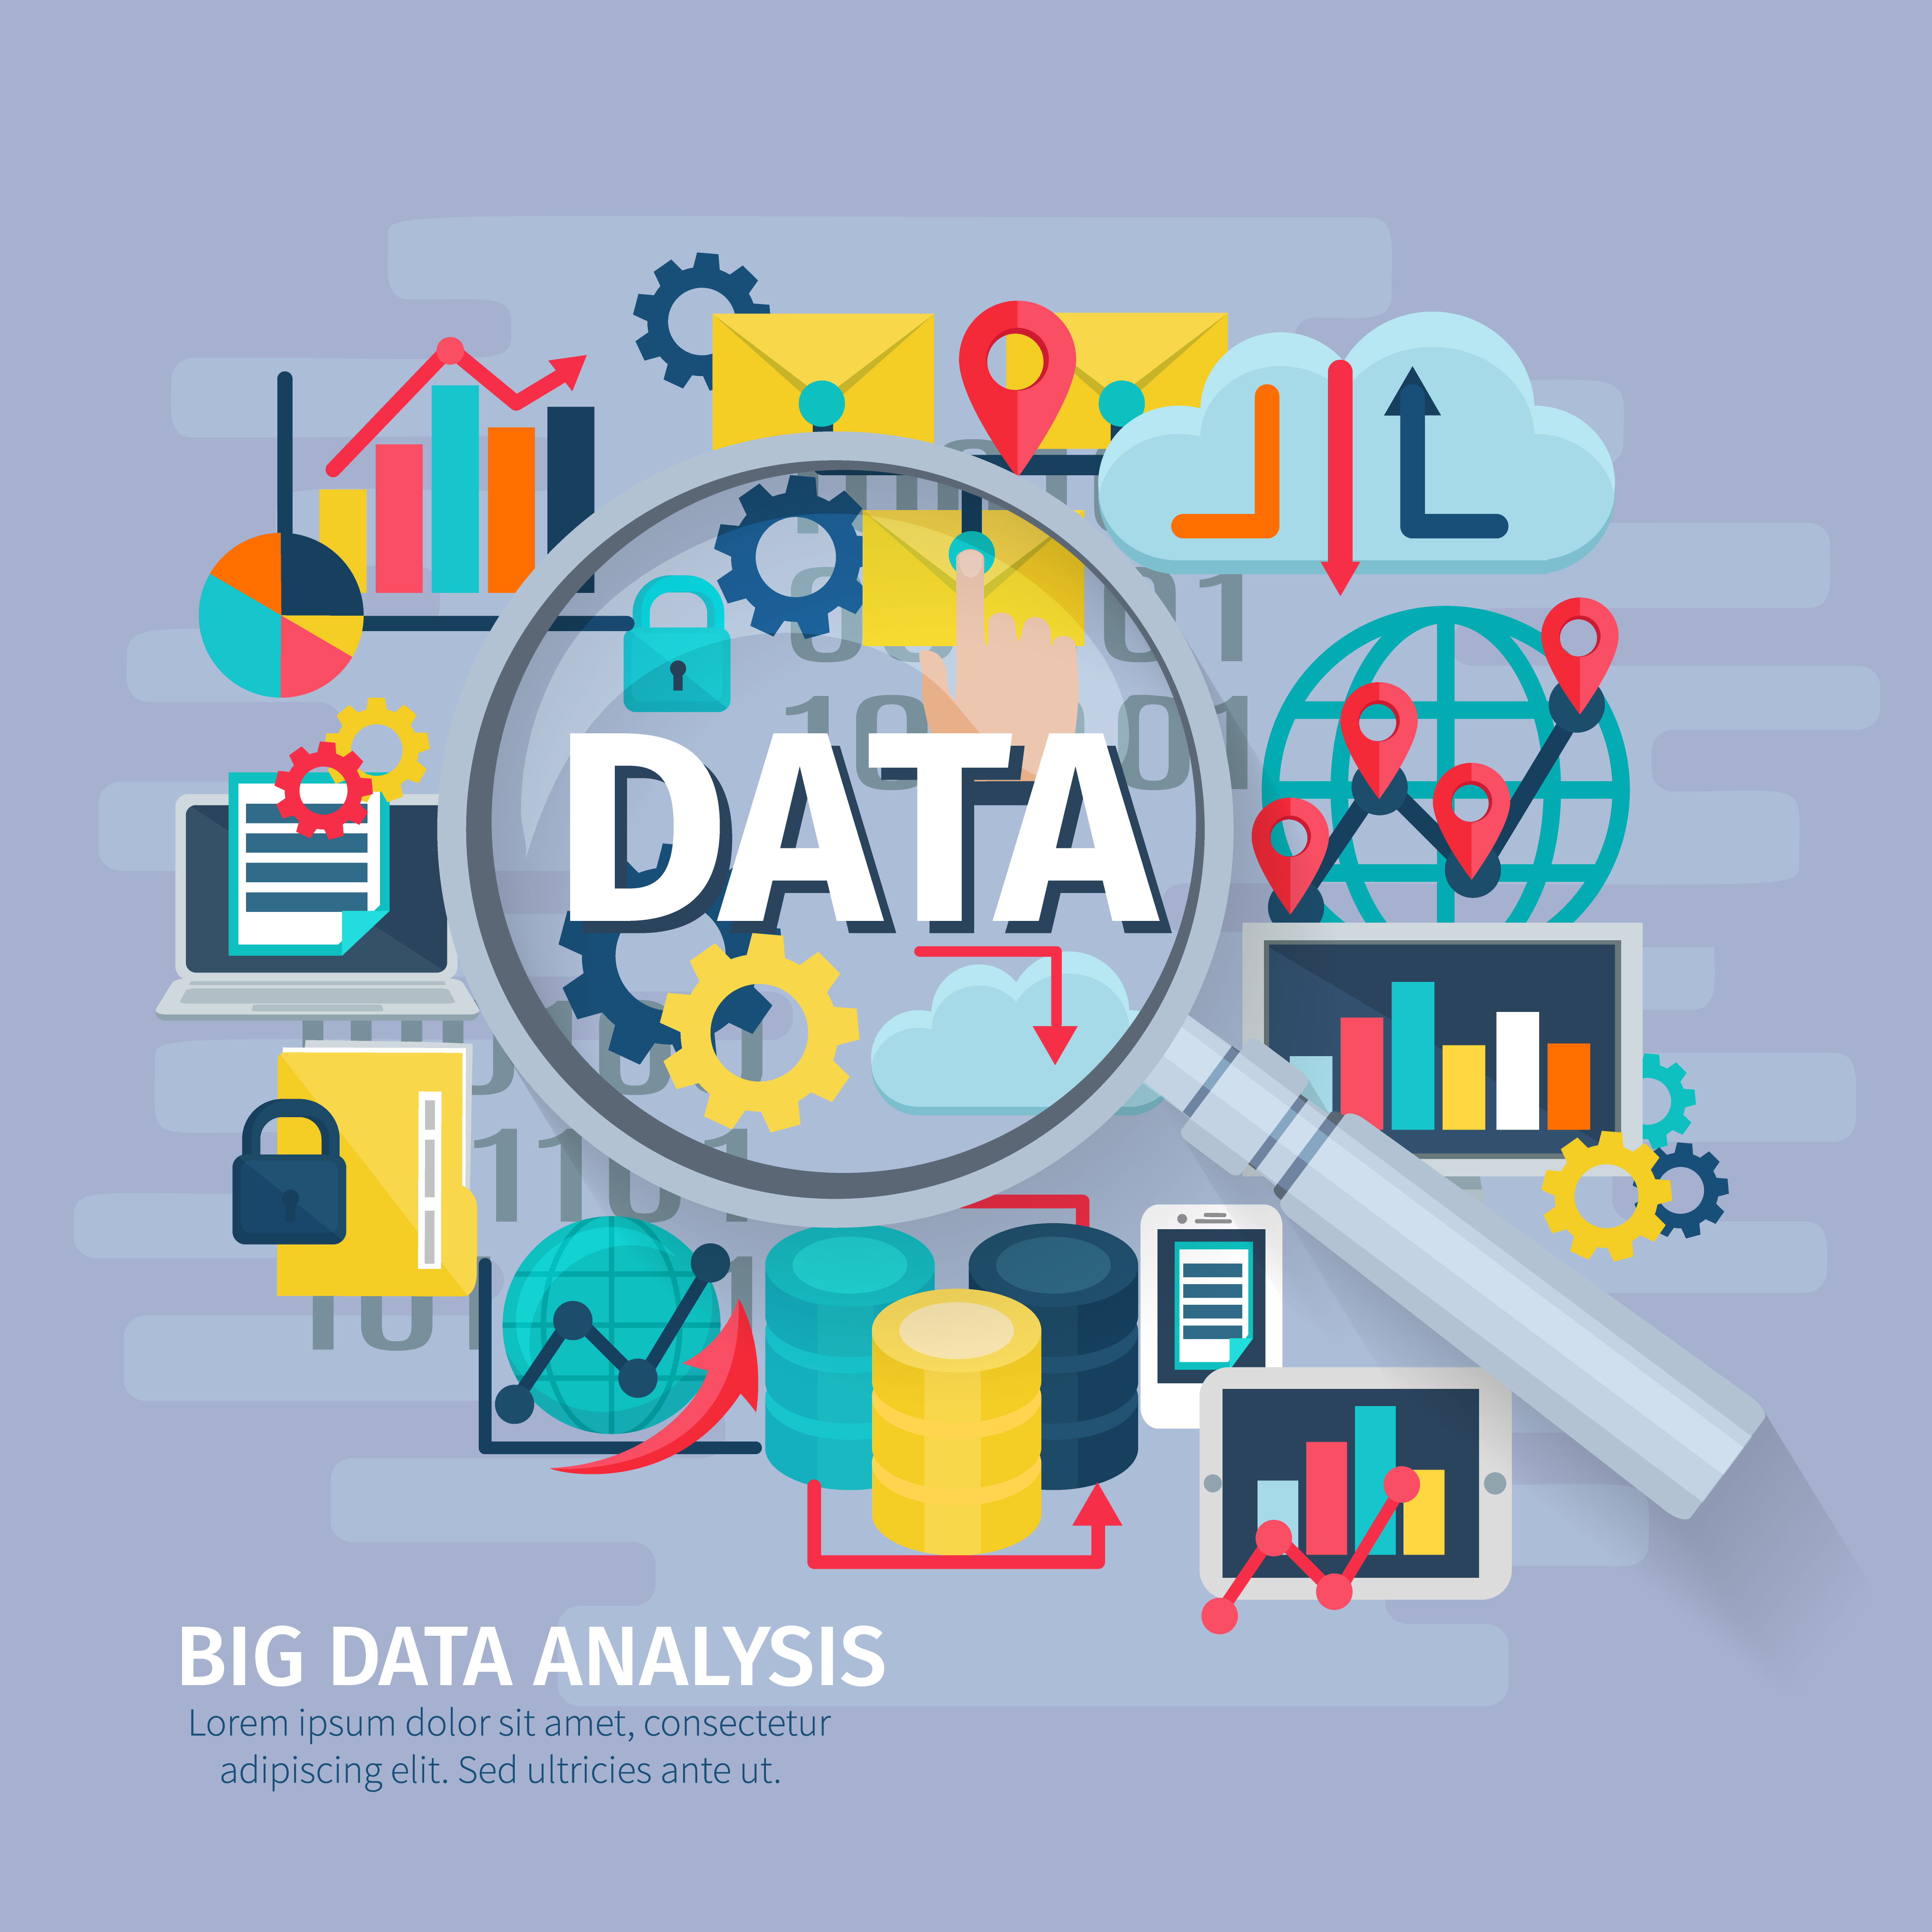 DATA
BIG DATA ANALYSIS
Lorem ipsum dolor sit amet, consectetur
adipiscing elit. Sed ultricies ante ut.